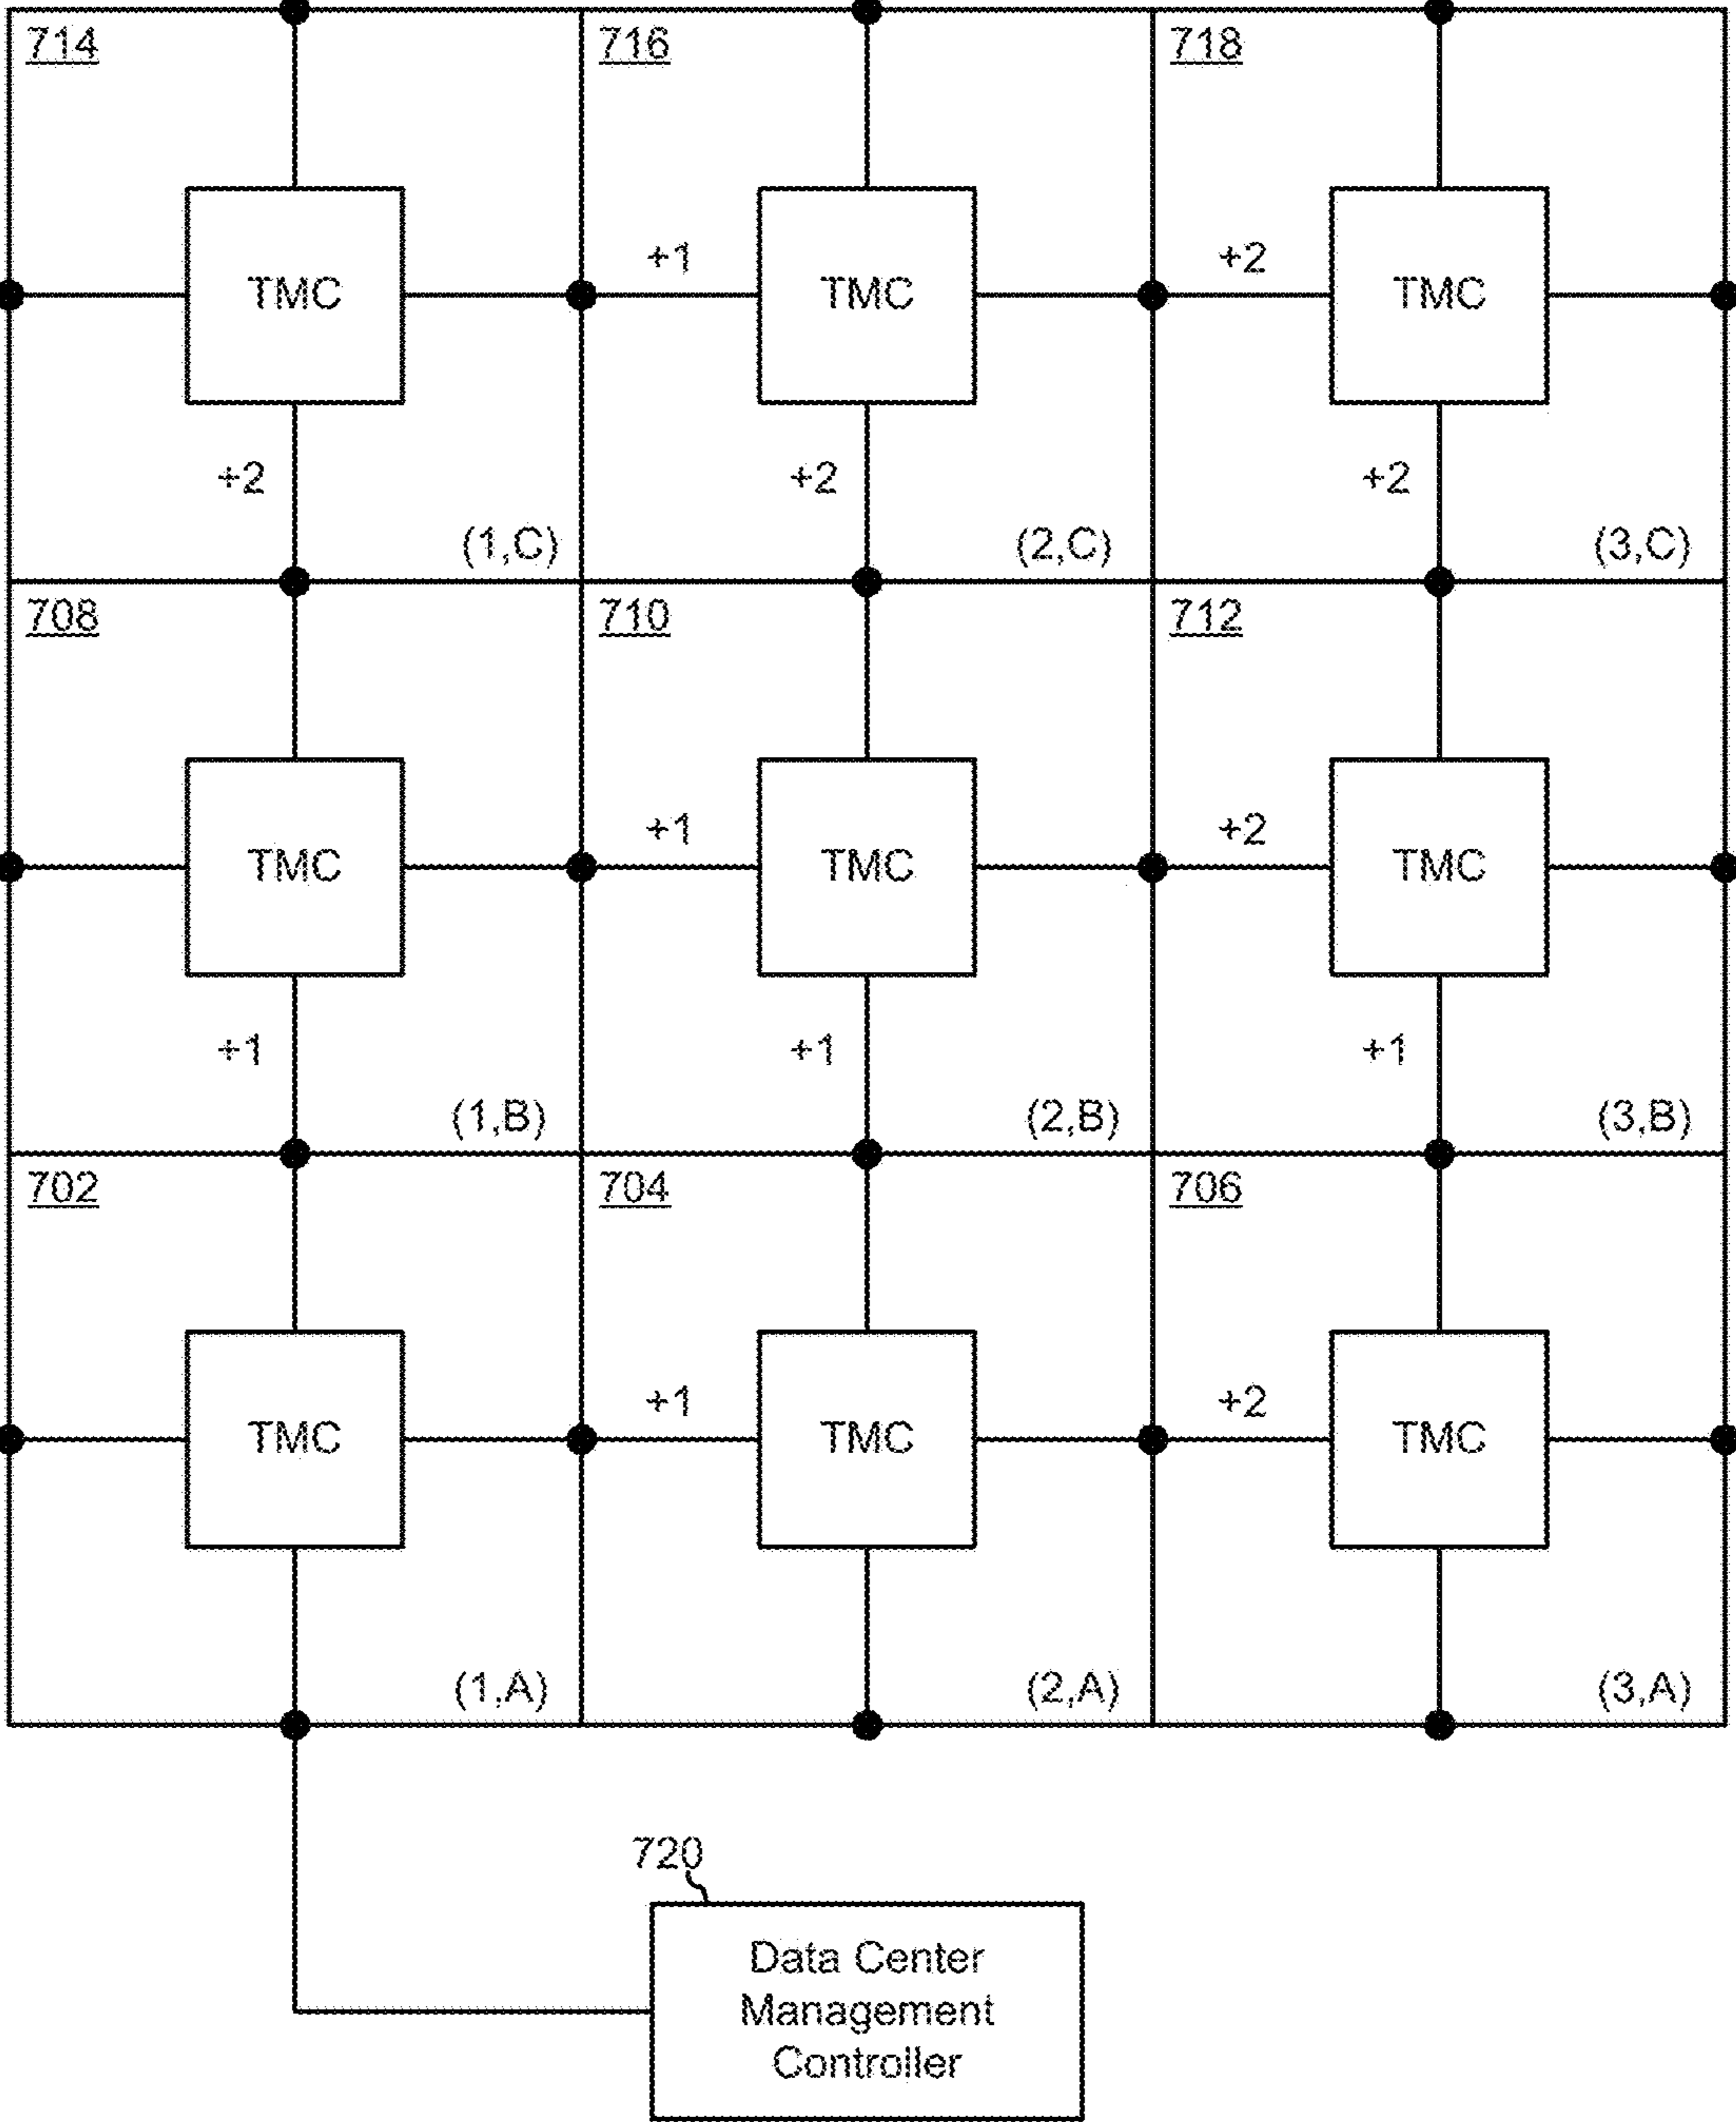 714 716 718
+1 +2
TMC TMC TMC
+2 +2 +2
(1,C) (2,C) (3,C)
708 710 712
+1 +2
TMC TMC TMC
+1 +1 +1
(1,B) (2,B) (3,B)
702 704 706
+1 +2
TMC TMC TMC
(1,A) (2,A) (3,A)
720
Data Center
Management
Controller